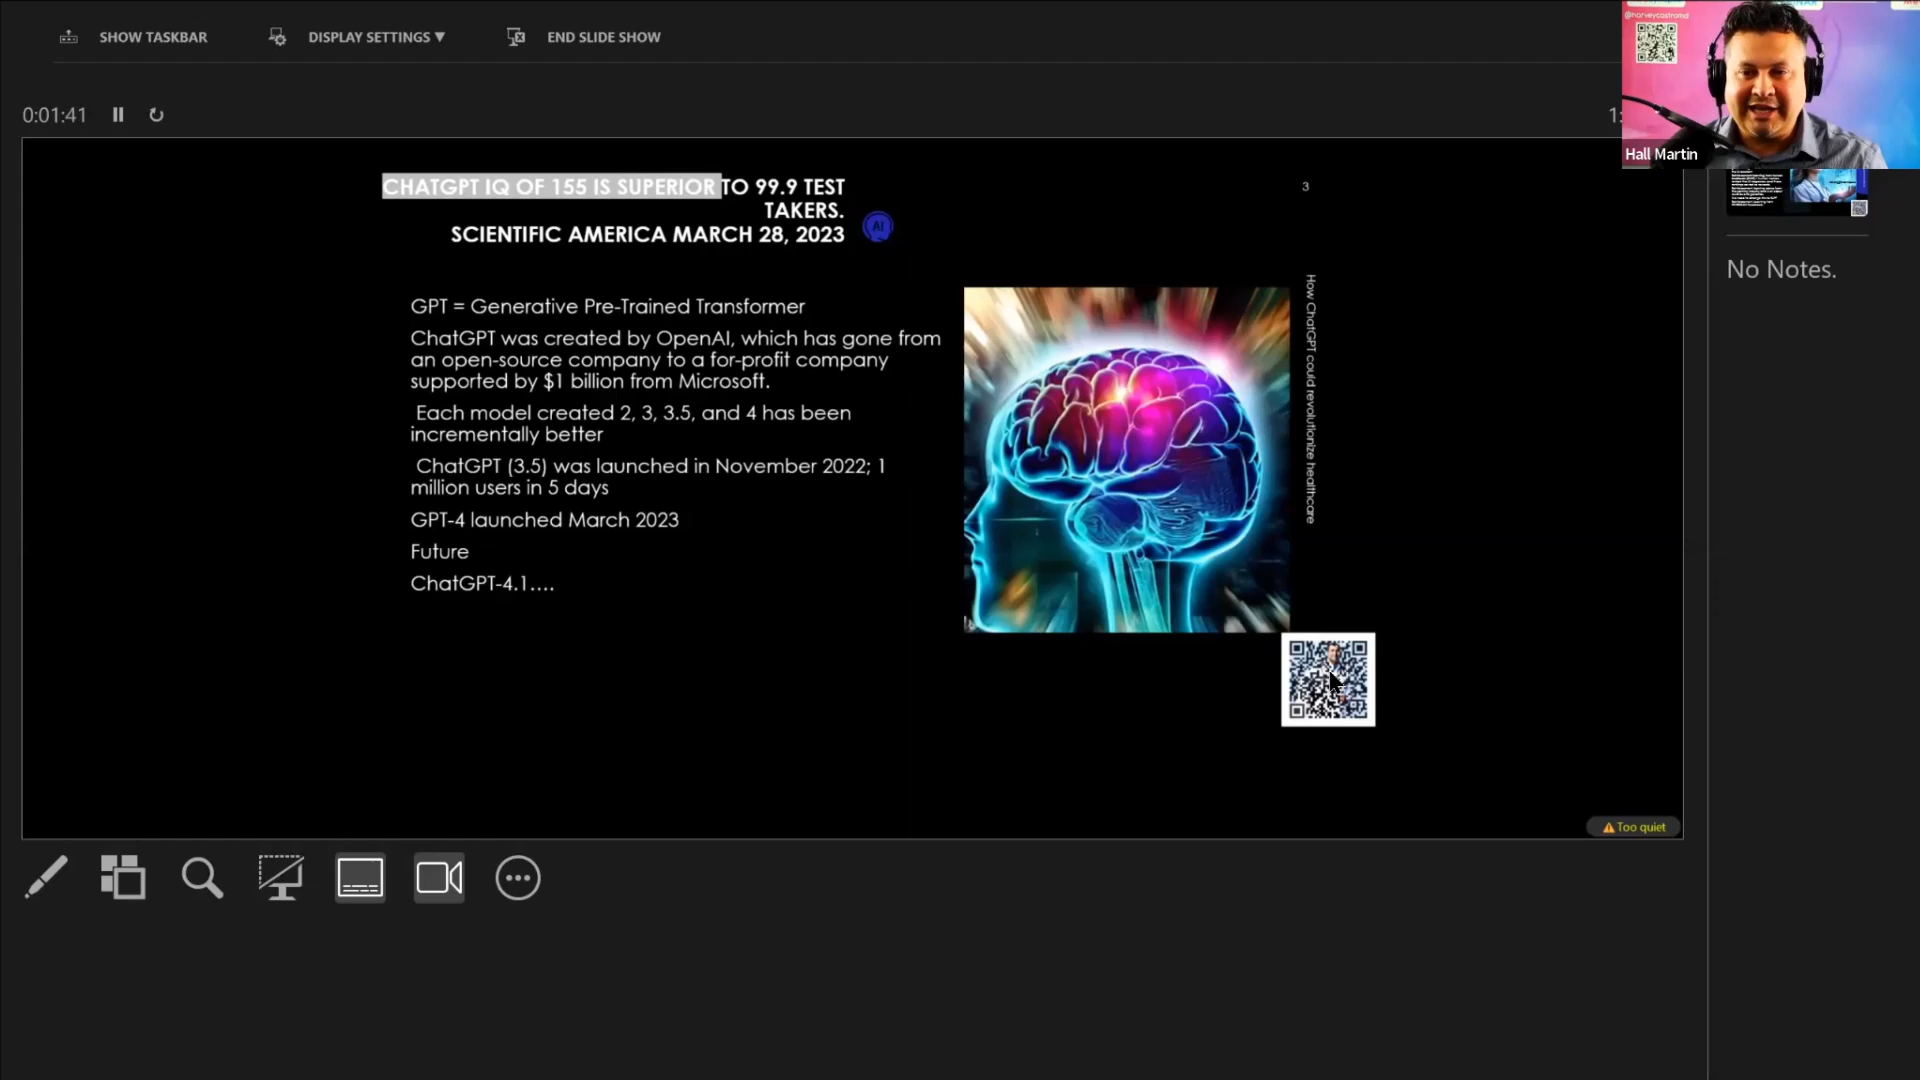 SHOW TASKBAR
DISPLAY SETTINGS ▼
END SLIDE SHOW
@harveycastromd
Hall Martin
0:01:41
CHATGPT IQ OF 155 IS SUPERIOR TO 99.9 TEST
TAKERS.
SCIENTIFIC AMERICA MARCH 28, 2023
AI
3
GPT = Generative Pre-Trained Transformer
ChatGPT was created by OpenAI, which has gone from
an open-source company to a for-profit company
supported by $1 billion from Microsoft.
Each model created 2, 3, 3.5, and 4 has been
incrementally better
ChatGPT (3.5) was launched in November 2022; 1
million users in 5 days
GPT-4 launched March 2023
Future
ChatGPT-4.1....
How ChatGPT could revolutionize healthcare
No Notes.
Too quiet